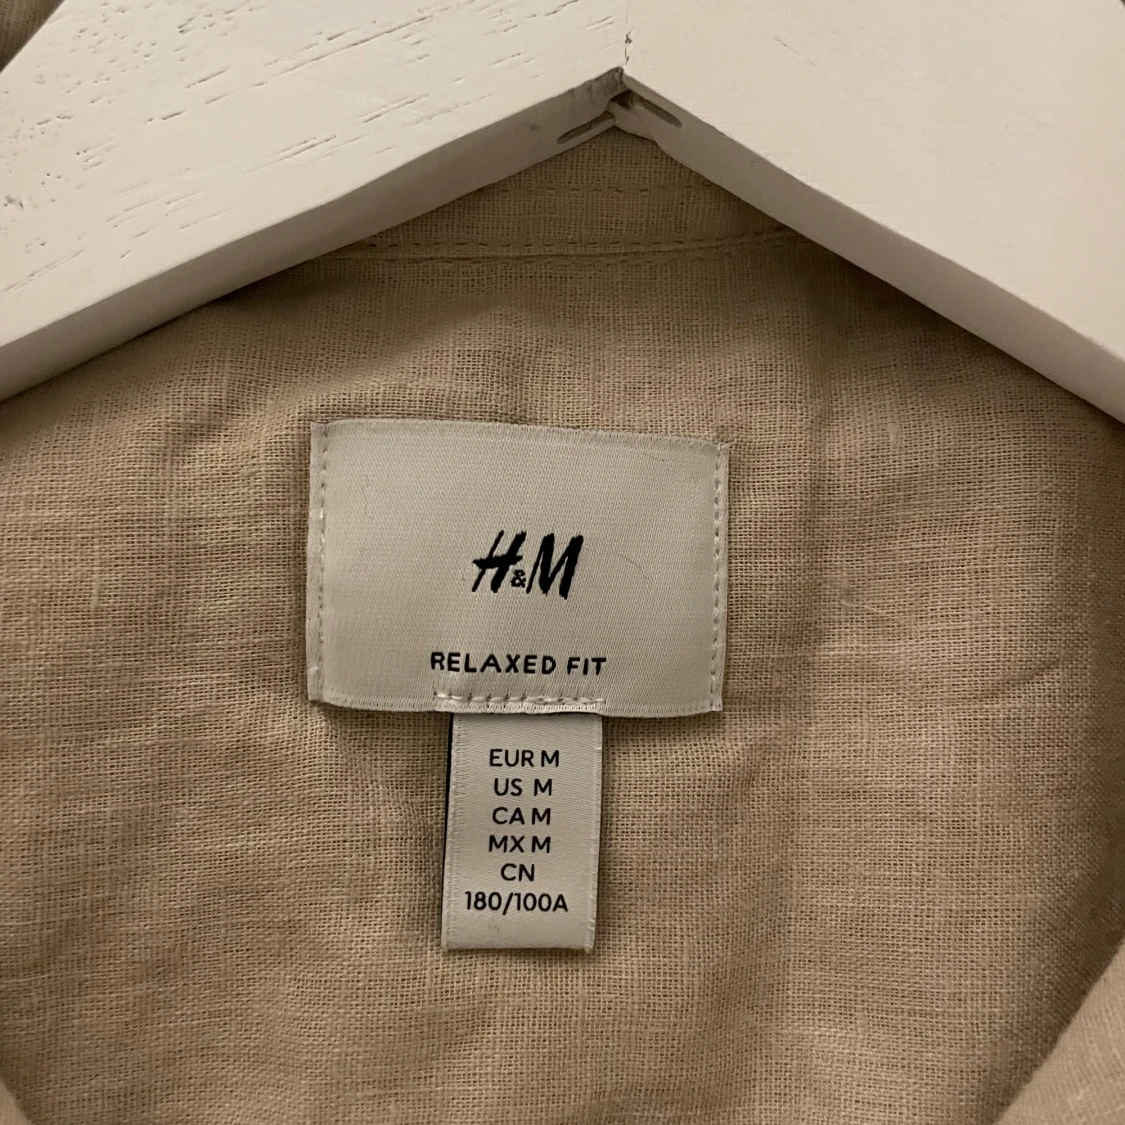 H&M
RELAXED FIT
EUR M
US M
CA M
MX M
CN
180/100A